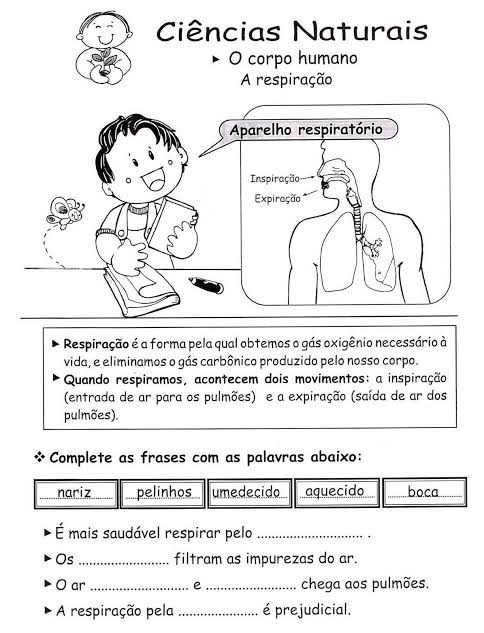 Ciências Naturais
▸ O corpo humano
A respiração
Aparelho respiratório
Inspiração
Expiração
▸ Respiração é a forma pela qual obtemos o gás oxigênio necessário à
vida, e eliminamos o gás carbônico produzido pelo nosso corpo.
▸ Quando respiramos, acontecem dois movimentos: a inspiração
(entrada de ar para os pulmões) e a expiração (saída de ar dos
pulmões).
❖ Complete as frases com as palavras abaixo:
nariz pelinhos umedecido aquecido boca
▸ É mais saudável respirar pelo ........................... .
▸ Os ....................... filtram as impurezas do ar.
▸ O ar ......................... e ....................... chega aos pulmões.
▸ A respiração pela .................... é prejudicial.